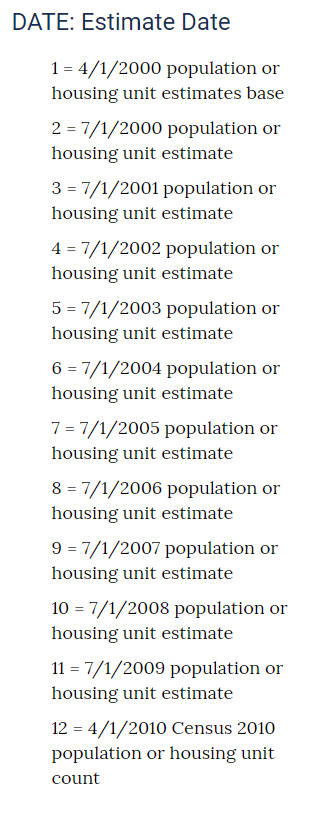 DATE: Estimate Date
1 = 4/1/2000 population or
housing unit estimates base
2 = 7/1/2000 population or
housing unit estimate
3 = 7/1/2001 population or
housing unit estimate
4 = 7/1/2002 population or
housing unit estimate
5 = 7/1/2003 population or
housing unit estimate
6 = 7/1/2004 population or
housing unit estimate
7 = 7/1/2005 population or
housing unit estimate
8 = 7/1/2006 population or
housing unit estimate
9 = 7/1/2007 population or
housing unit estimate
10 = 7/1/2008 population or
housing unit estimate
11 = 7/1/2009 population or
housing unit estimate
12 = 4/1/2010 Census 2010
population or housing unit
count